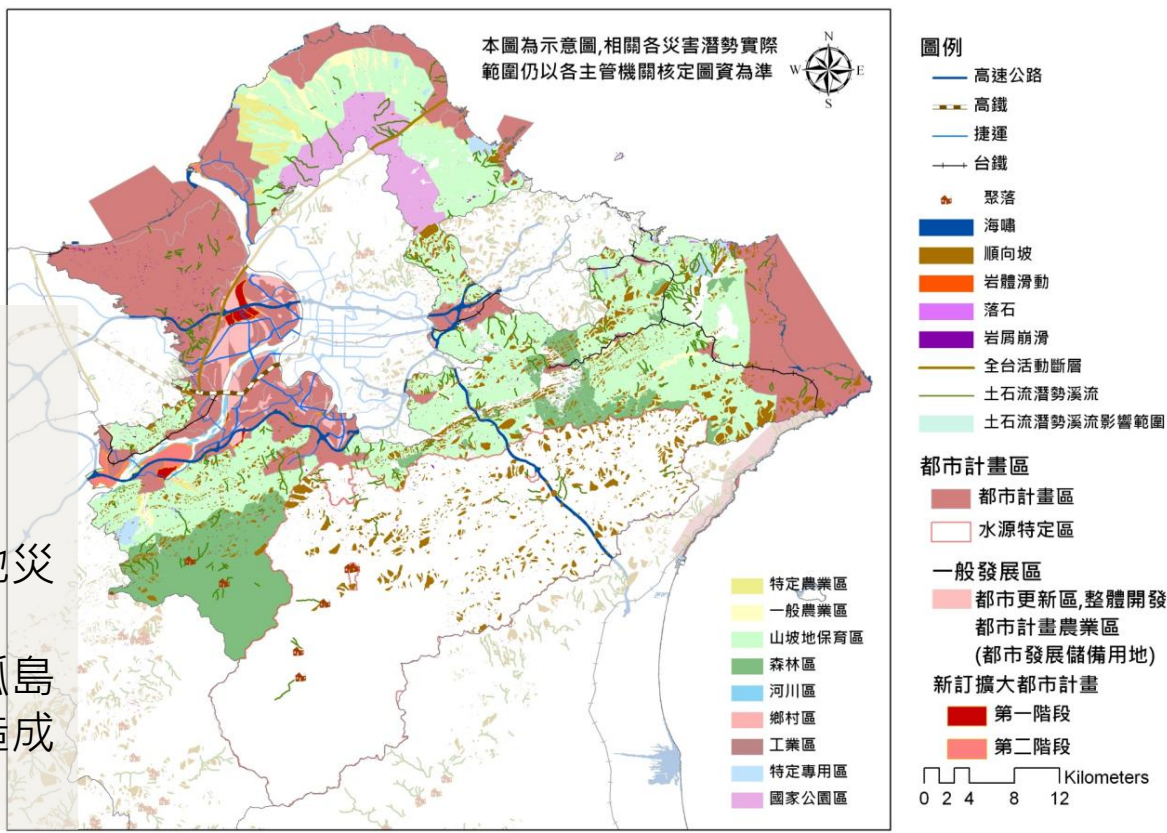 本圖為示意圖,相關各災害潛勢實際
範圍仍以各主管機關核定圖資為準
N
W
E
S
圖例
高速公路
高鐵
捷運
台鐵
聚落
海嘯
順向坡
岩體滑動
落石
岩屑崩滑
全台活動斷層
土石流潛勢溪流
土石流潛勢溪流影響範圍
都市計畫區
都市計畫區
水源特定區
一般發展區
都市更新區,整體開發
都市計畫農業區
(都市發展儲備用地)
新訂擴大都市計畫
第一階段
第二階段
Kilometers
0 2 4 8 12
特定農業區
一般農業區
山坡地保育區
森林區
河川區
鄉村區
工業區
特定專用區
國家公園區
災
島
成